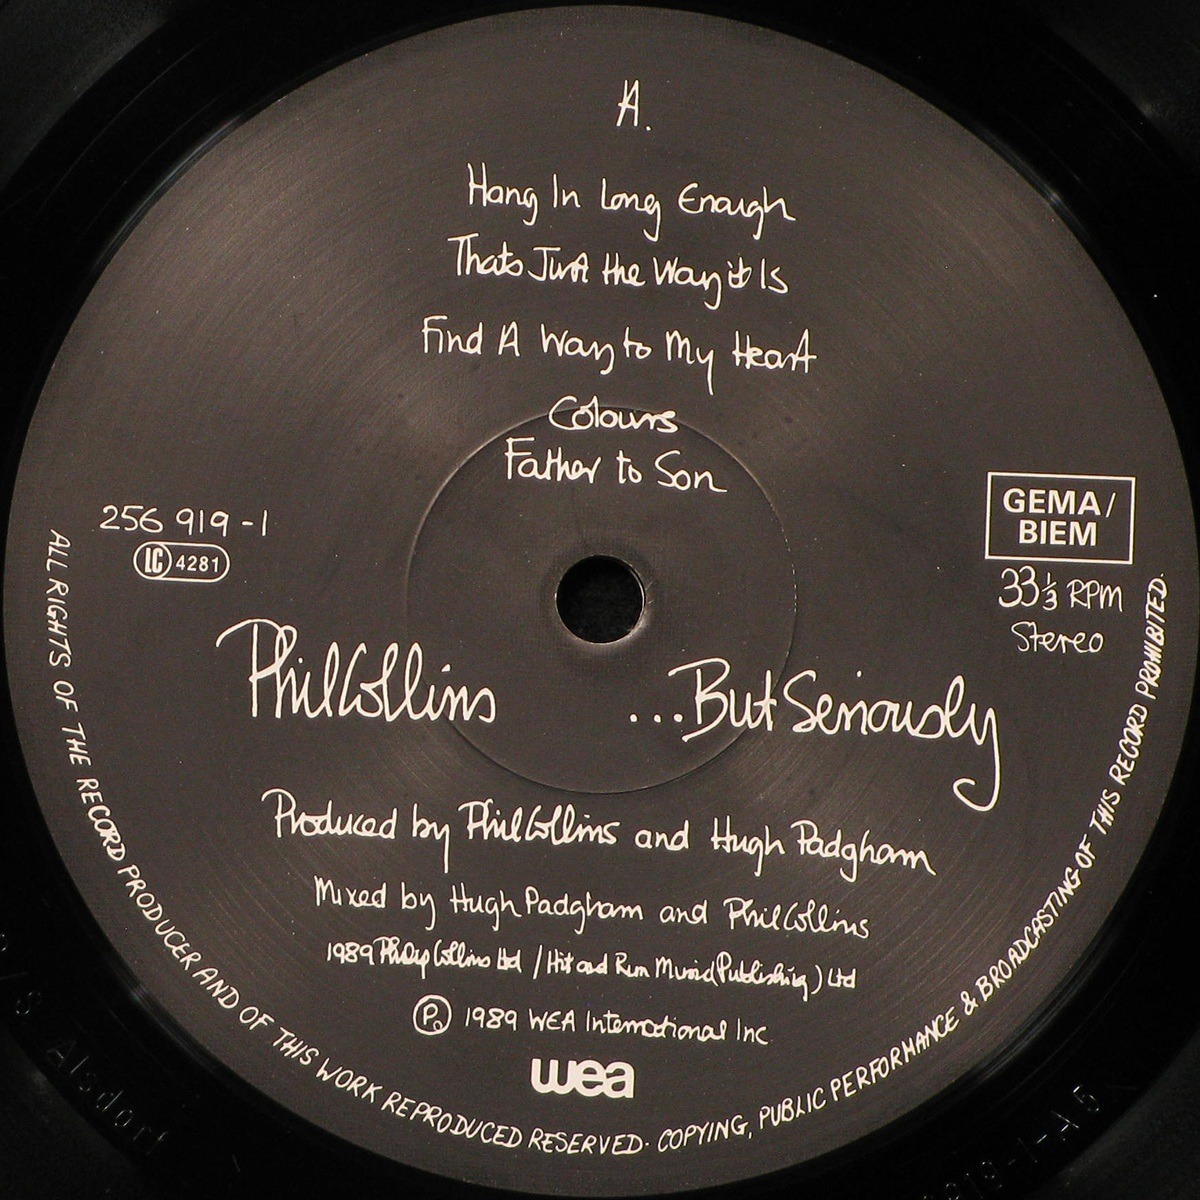 A.
Hang In Long Enough
Thats Just the Way it Is
Find A Way to My Heart
Colours
Father to Son
256 919-1
LC 4281
GEMA/
BIEM
33⅓ RPM
Stereo
Phil Collins
...But Seriously
Produced by Phil Collins and Hugh Padgham
Mixed by Hugh Padgham and Phil Collins
1989 Philip Collins Ltd / Hit and Run Music (Publishing) Ltd
Ⓟ 1989 WEA International Inc
wea
ALL RIGHTS OF THE RECORD PRODUCER AND OF THIS WORK REPRODUCED RESERVED. COPYING, PUBLIC PERFORMANCE & BROADCASTING OF THIS RECORD PROHIBITED.
Alsdorf